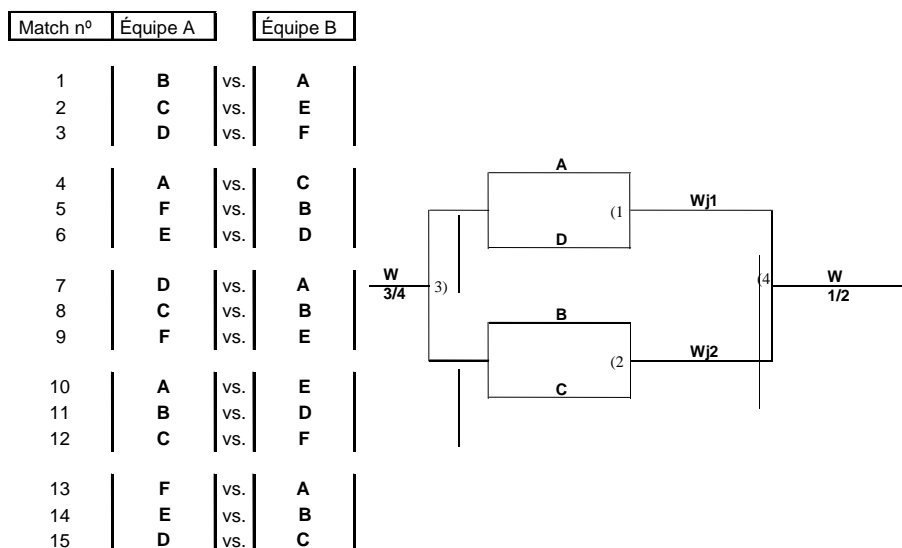 Match nº Équipe A Équipe B
1 B vs. A
2 C vs. E
3 D vs. F
4 A vs. C
5 F vs. B
6 E vs. D
7 D vs. A
8 C vs. B
9 F vs. E
10 A vs. E
11 B vs. D
12 C vs. F
13 F vs. A
14 E vs. B
15 D vs. C
A
(1
Wj1
D
W
3/4
3)
(4
W
1/2
B
(2
Wj2
C